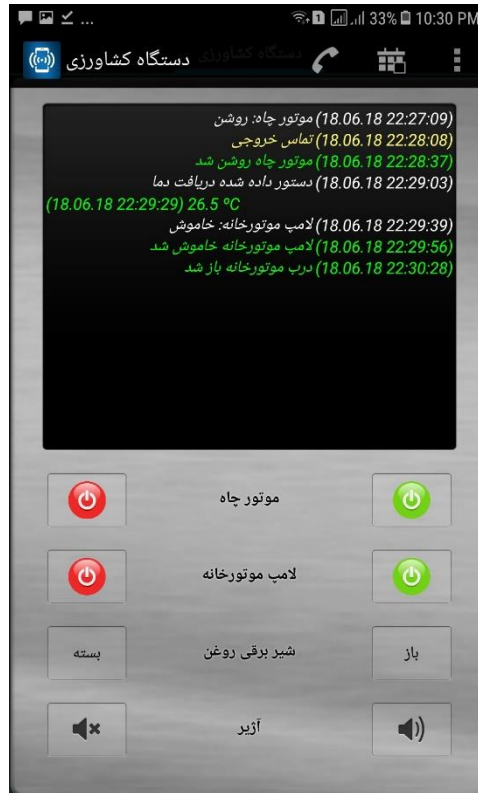 ... 1 33% 10:30 PM
دستگاه کشاورزی
دستگاه کشاورزی
(18.06.18 22:27:09) موتور چاه: روشن
(18.06.18 22:28:08) تماس خروجی
(18.06.18 22:28:37) موتور چاه روشن شد
(18.06.18 22:29:03) دستور داده شده دریافت دما
(18.06.18 22:29:29) 26.5 ºC
(18.06.18 22:29:39) لامپ موتورخانه: خاموش
(18.06.18 22:29:56) لامپ موتورخانه خاموش شد
(18.06.18 22:30:28) درب موتورخانه باز شد
موتور چاه
لامپ موتورخانه
باز شیر برقی روغن بسته
آژیر